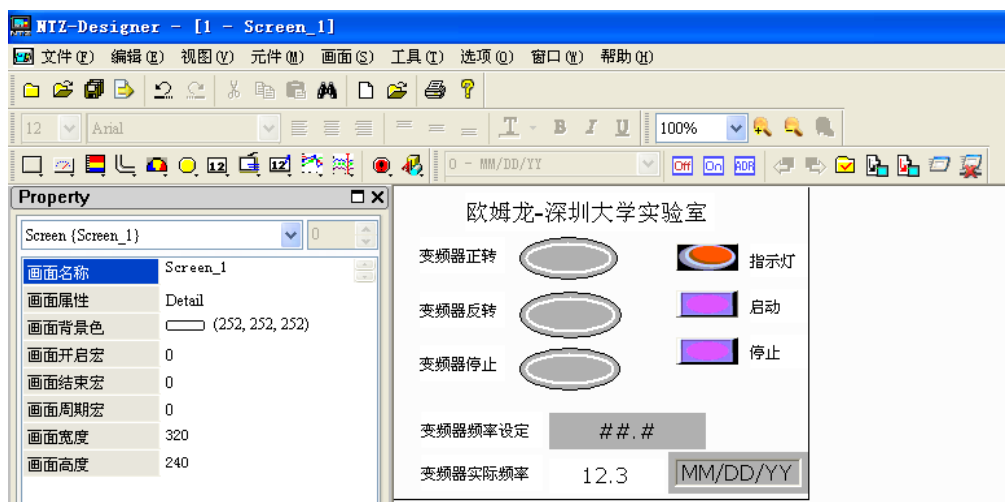 NTZ-Designer - [1 - Screen_1]
文件(F) 编辑(E) 视图(V) 元件(M) 画面(S) 工具(T) 选项(O) 窗口(W) 帮助(H)
12 Arial T B I U 100%
12 12 0 - MM/DD/YY Off On ADR
Property
Screen {Screen_1} 0
画面名称 Screen_1
画面属性 Detail
画面背景色 (252, 252, 252)
画面开启宏 0
画面结束宏 0
画面周期宏 0
画面宽度 320
画面高度 240
欧姆龙-深圳大学实验室
变频器正转 指示灯
变频器反转 启动
变频器停止 停止
变频器频率设定 ##.#
变频器实际频率 12.3 MM/DD/YY